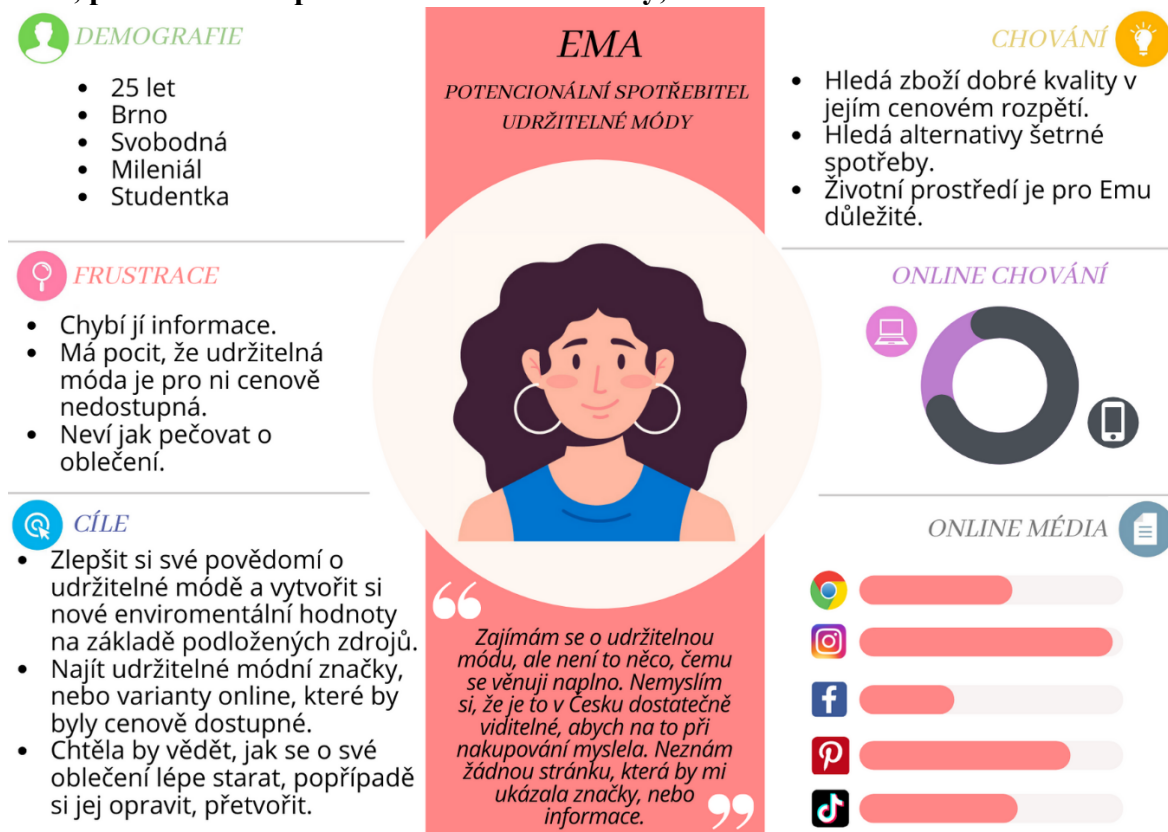 DEMOGRAFIE
• 25 let
• Brno
• Svobodná
• Mileniál
• Studentka
FRUSTRACE
• Chybí jí informace.
• Má pocit, že udržitelná
móda je pro ni cenově
nedostupná.
• Neví jak pečovat o
oblečení.
CÍLE
• Zlepšit si své povědomí o
udržitelné módě a vytvořit si
nové enviromentální hodnoty
na základě podložených zdrojů.
• Najít udržitelné módní značky,
nebo varianty online, které by
byly cenově dostupné.
• Chtěla by vědět, jak se o své
oblečení lépe starat, popřípadě
si jej opravit, přetvořit.
EMA
POTENCIONÁLNÍ SPOTŘEBITEL
UDRŽITELNÉ MÓDY
“
Zajímám se o udržitelnou
módu, ale není to něco, čemu
se věnuji naplno. Nemyslím
si, že je to v Česku dostatečně
viditelné, abych na to při
nakupování myslela. Neznám
žádnou stránku, která by mi
ukázala značky, nebo
informace.
”
CHOVÁNÍ
• Hledá zboží dobré kvality v
jejím cenovém rozpětí.
• Hledá alternativy šetrné
spotřeby.
• Životní prostředí je pro Emu
důležité.
ONLINE CHOVÁNÍ
ONLINE MÉDIA